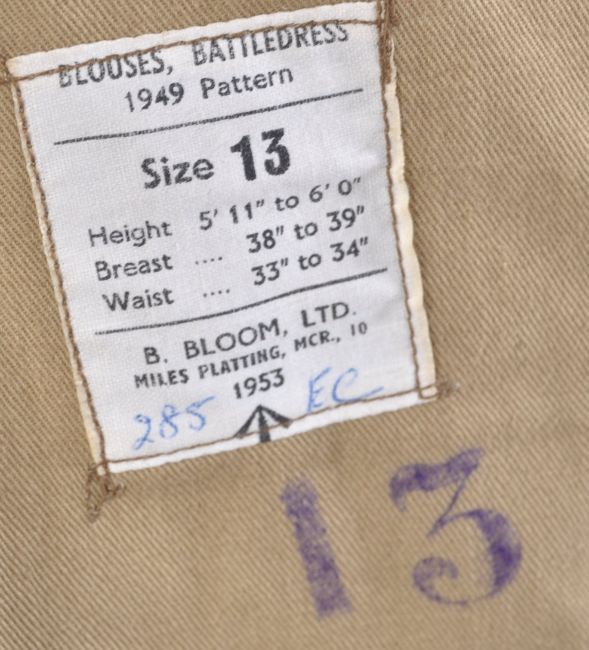 BLOUSES, BATTLEDRESS
1949 Pattern
Size 13
Height 5' 11" to 6' 0"
Breast .... 38" to 39"
Waist .... 33" to 34"
B. BLOOM, LTD.
MILES PLATTING, MCR., 10
1953
285 EC
13